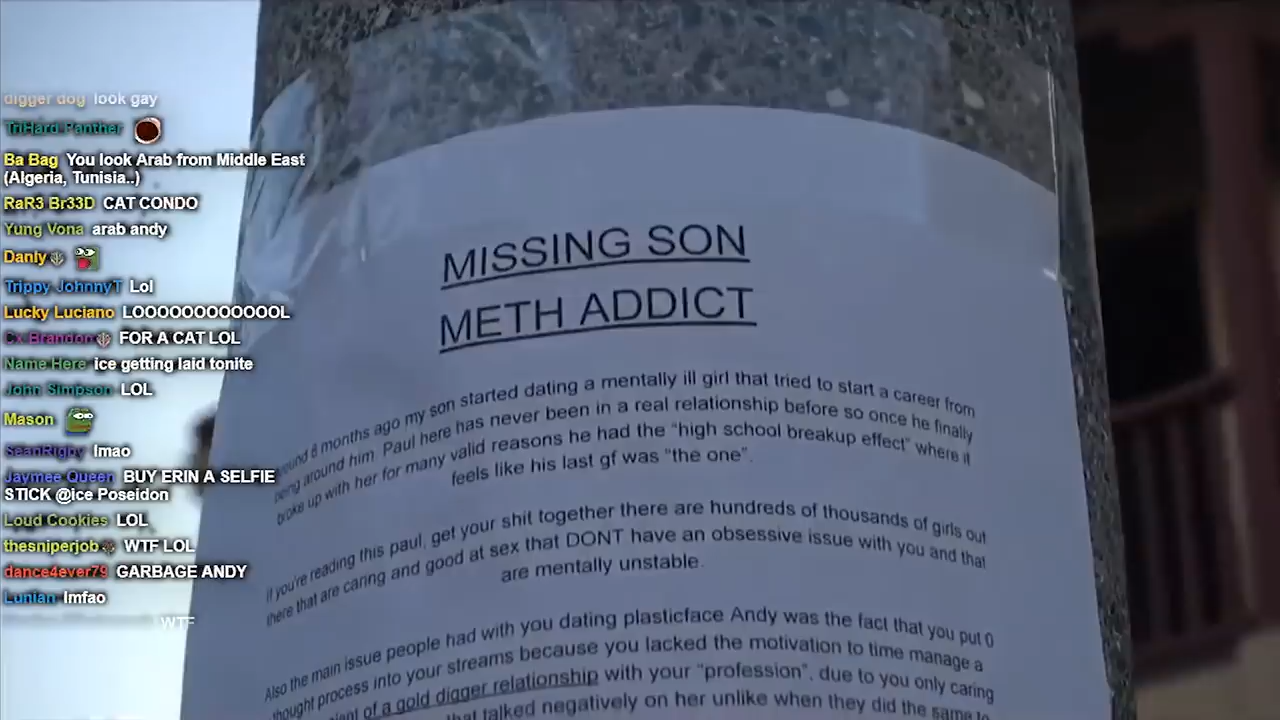 digger dog look gay
TriHard Panther
Ba Bag You look Arab from Middle East
(Algeria, Tunisia..)
RaR3 Br33D CAT CONDO
Yung Vona arab andy
Danly
Trippy JohnnyT Lol
Lucky Luciano LOOOOOOOOOOOOL
Cx Brandon FOR A CAT LOL
Name Here ice getting laid tonite
John Simpson LOL
Mason
SeanRigby lmao
Jaymee Queen BUY ERIN A SELFIE
STICK @ice Poseidon
Loud Cookies LOL
thesniperjob WTF LOL
dance4ever79 GARBAGE ANDY
Lunian lmfao
WTF
MISSING SON
METH ADDICT
6 months ago my son started dating a mentally ill girl that tried to start a career from
being around him. Paul here has never been in a real relationship before so once he finally
broke up with her for many valid reasons he had the “high school breakup effect” where it
feels like his last gf was “the one”.
If you're reading this paul, get your shit together there are hundreds of thousands of girls out
there that are caring and good at sex that DONT have an obsessive issue with you and that
are mentally unstable.
Also the main issue people had with you dating plasticface Andy was the fact that you put 0
thought process into your streams because you lacked the motivation to time manage a
of a gold digger relationship with your “profession”, due to you only caring
that talked negatively on her unlike when they did the same to